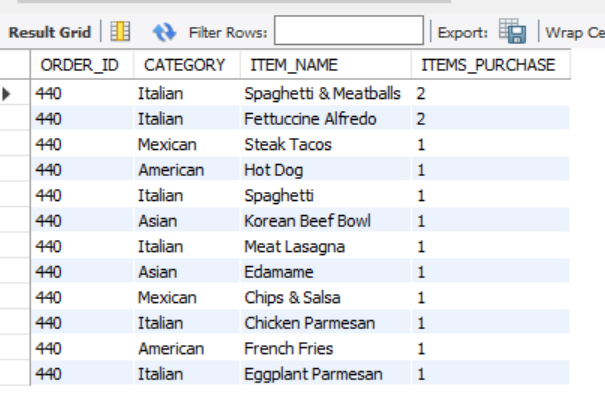 Result Grid Filter Rows: Export: Wrap Ce
ORDER_ID CATEGORY ITEM_NAME ITEMS_PURCHASE
440 Italian Spaghetti & Meatballs 2
440 Italian Fettuccine Alfredo 2
440 Mexican Steak Tacos 1
440 American Hot Dog 1
440 Italian Spaghetti 1
440 Asian Korean Beef Bowl 1
440 Italian Meat Lasagna 1
440 Asian Edamame 1
440 Mexican Chips & Salsa 1
440 Italian Chicken Parmesan 1
440 American French Fries 1
440 Italian Eggplant Parmesan 1